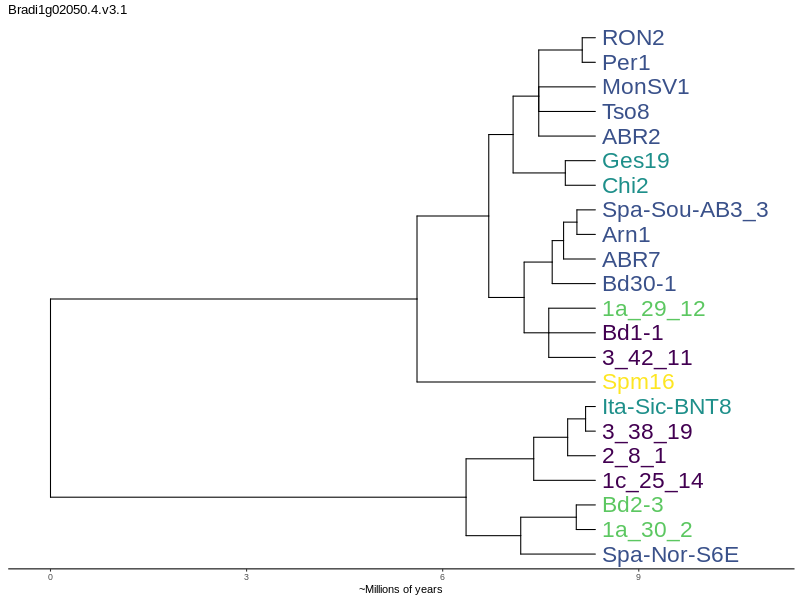 Bradi1g02050.4.v3.1
RON2
Per1
MonSV1
Tso8
ABR2
Ges19
Chi2
Spa-Sou-AB3_3
Arn1
ABR7
Bd30-1
1a_29_12
Bd1-1
3_42_11
Spm16
Ita-Sic-BNT8
3_38_19
2_8_1
1c_25_14
Bd2-3
1a_30_2
Spa-Nor-S6E
0 3 6 9
~Millions of years